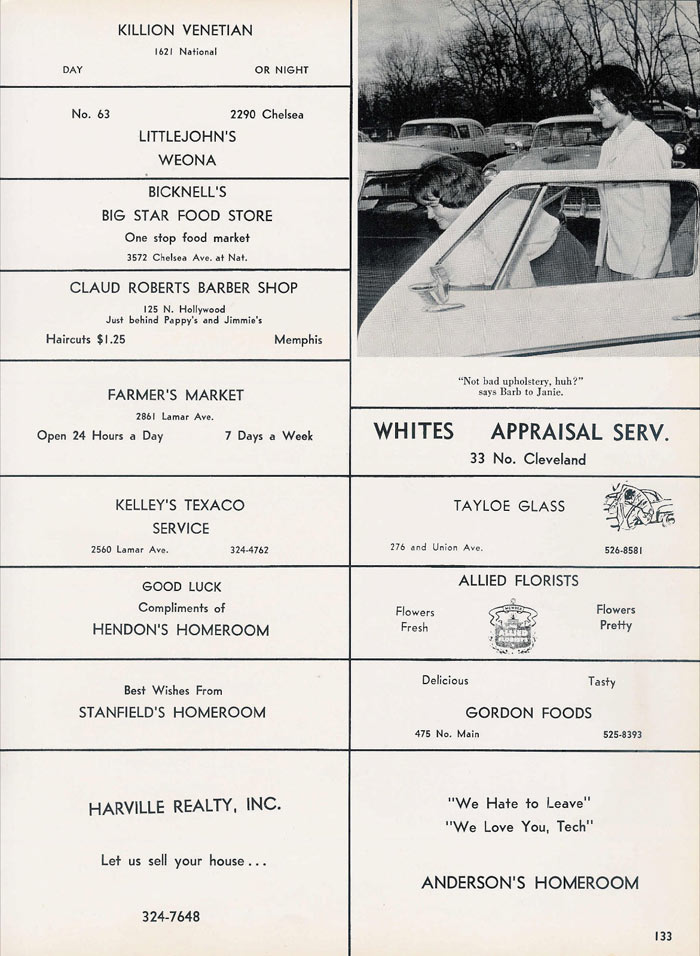 KILLION VENETIAN
1621 National
DAY OR NIGHT
No. 63 2290 Chelsea
LITTLEJOHN'S
WEONA
BICKNELL'S
BIG STAR FOOD STORE
One stop food market
3572 Chelsea Ave. at Nat.
CLAUD ROBERTS BARBER SHOP
125 N. Hollywood
Just behind Pappy's and Jimmie's
Haircuts $1.25 Memphis
FARMER'S MARKET
2861 Lamar Ave.
Open 24 Hours a Day 7 Days a Week
KELLEY'S TEXACO
SERVICE
2560 Lamar Ave. 324-4762
GOOD LUCK
Compliments of
HENDON'S HOMEROOM
Best Wishes From
STANFIELD'S HOMEROOM
HARVILLE REALTY, INC.
Let us sell your house...
324-7648
"Not bad upholstery, huh?"
says Barb to Janie.
WHITES APPRAISAL SERV.
33 No. Cleveland
TAYLOE GLASS
276 and Union Ave. 526-8581
ALLIED FLORISTS
Flowers Flowers
Fresh Pretty
MEMBER
ALLIED
FLORIST
Delicious Tasty
GORDON FOODS
475 No. Main 525-8393
"We Hate to Leave"
"We Love You, Tech"
ANDERSON'S HOMEROOM
133